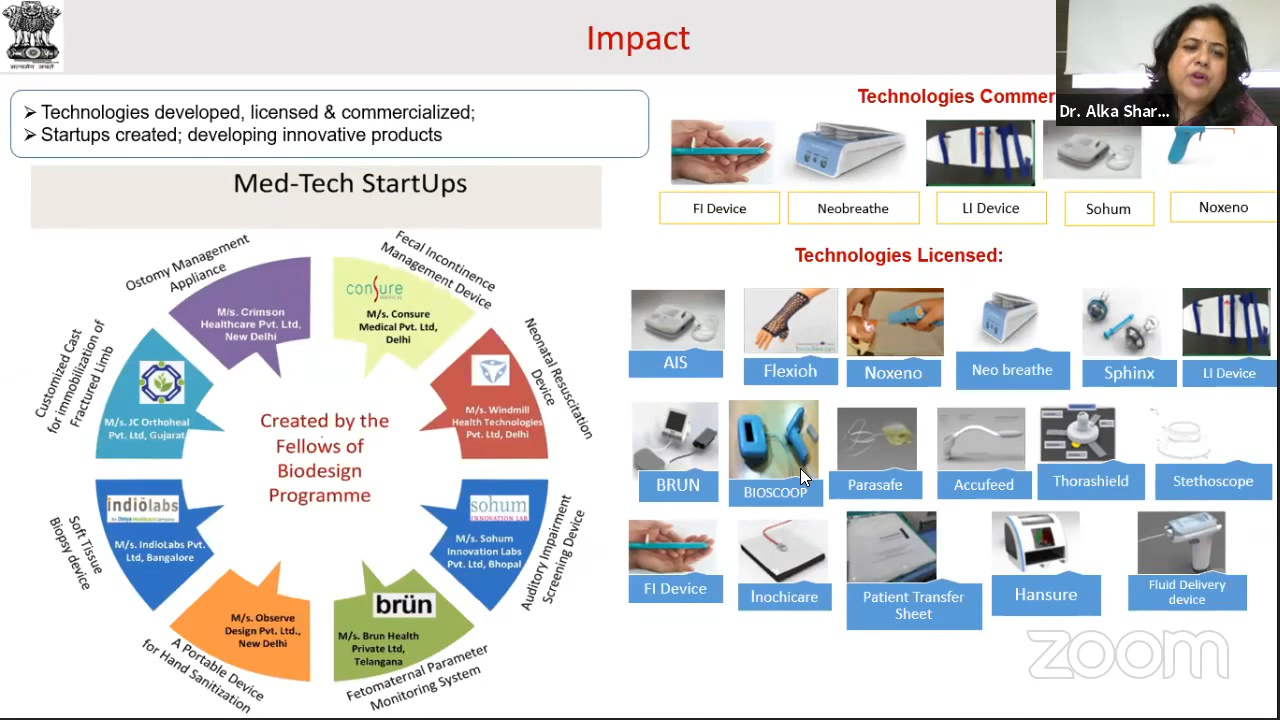 सत्यमेव जयते
Impact
Dr. Alka Shar...
➢ Technologies developed, licensed & commercialized;
➢ Startups created; developing innovative products
Med-Tech StartUps
Ostomy Management
Appliance
M/s. Crimson
Healthcare Pvt. Ltd,
New Delhi
Fecal Incontinence
Management Device
consure
M/s. Consure
Medical Pvt. Ltd,
Delhi
Neonatal Resuscitation
Device
M/s. Windmill
Health Technologies
Pvt. Ltd, Delhi
Auditory Impairment
Screening Device
sohum
INNOVATION LAB
M/s. Sohum
Innovation Labs
Pvt. Ltd, Bhopal
Fetomaternal Parameter
Monitoring System
brün
M/s. Brun Health
Private Ltd,
Telangana
A Portable Device
for Hand Sanitization
M/s. Observe
Design Pvt. Ltd.,
New Delhi
Soft Tissue
Biopsy device
indiolabs
M/s. IndioLabs Pvt.
Ltd, Bangalore
Customized Cast
for immobilization of
Fractured Limb
M/s. JC Orthoheal
Pvt. Ltd, Gujarat
Created by the
Fellows of
Biodesign
Programme
Technologies Commer
FI Device
Neobreathe
LI Device
Sohum
Noxeno
Technologies Licensed:
AIS
Flexioh
Noxeno
Neo breathe
Sphinx
LI Device
BRUN
BIOSCOOP
Parasafe
Accufeed
Thorashield
Stethoscope
FI Device
Inochicare
Patient Transfer
Sheet
Hansure
Fluid Delivery
device
zoom